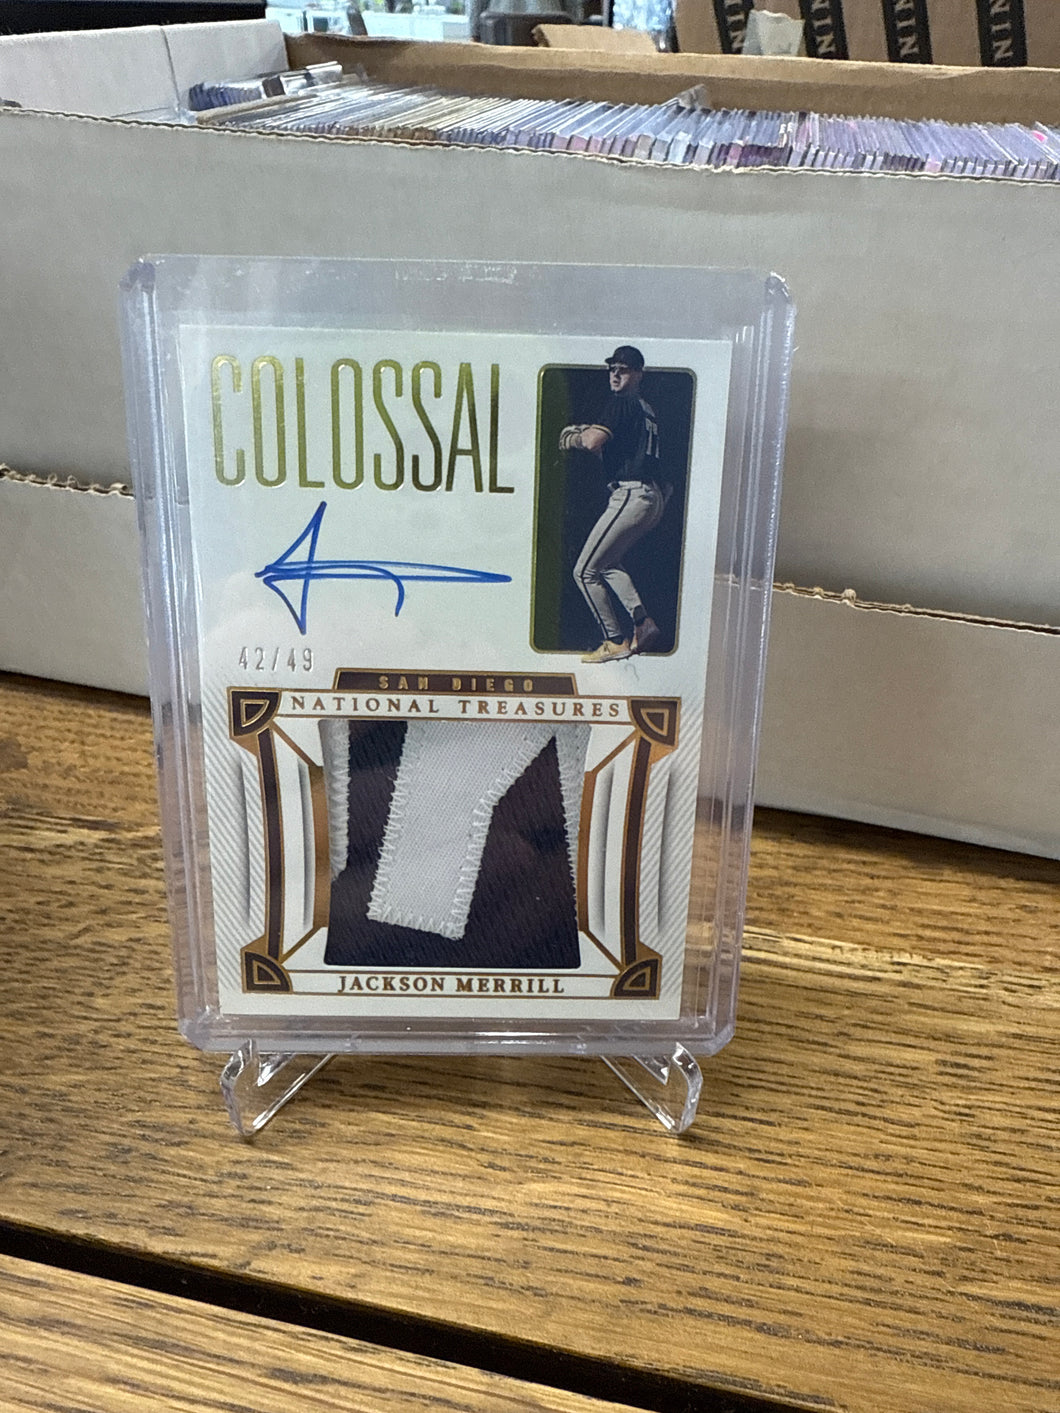 COLOSSAL
42/49
SAN DIEGO
NATIONAL TREASURES
JACKSON MERRILL